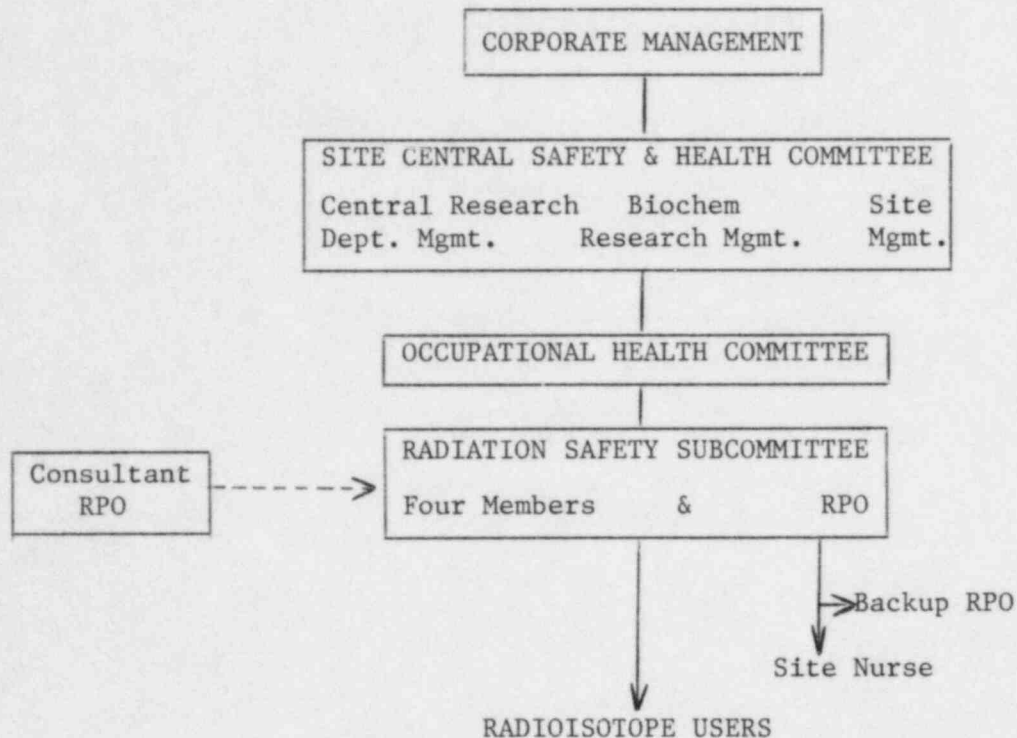 CORPORATE MANAGEMENT
SITE CENTRAL SAFETY & HEALTH COMMITTEE
Central Research Biochem Site
Dept. Mgmt. Research Mgmt. Mgmt.
OCCUPATIONAL HEALTH COMMITTEE
RADIATION SAFETY SUBCOMMITTEE
Four Members & RPO
Consultant
RPO
Backup RPO
Site Nurse
RADIOISOTOPE USERS